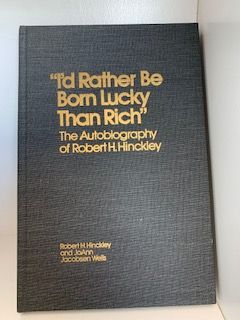 "I'd Rather Be
Born Lucky
Than Rich"
The Autobiography
of Robert H. Hinckley
Robert H. Hinckley
and JoAnn
Jacobsen Wells